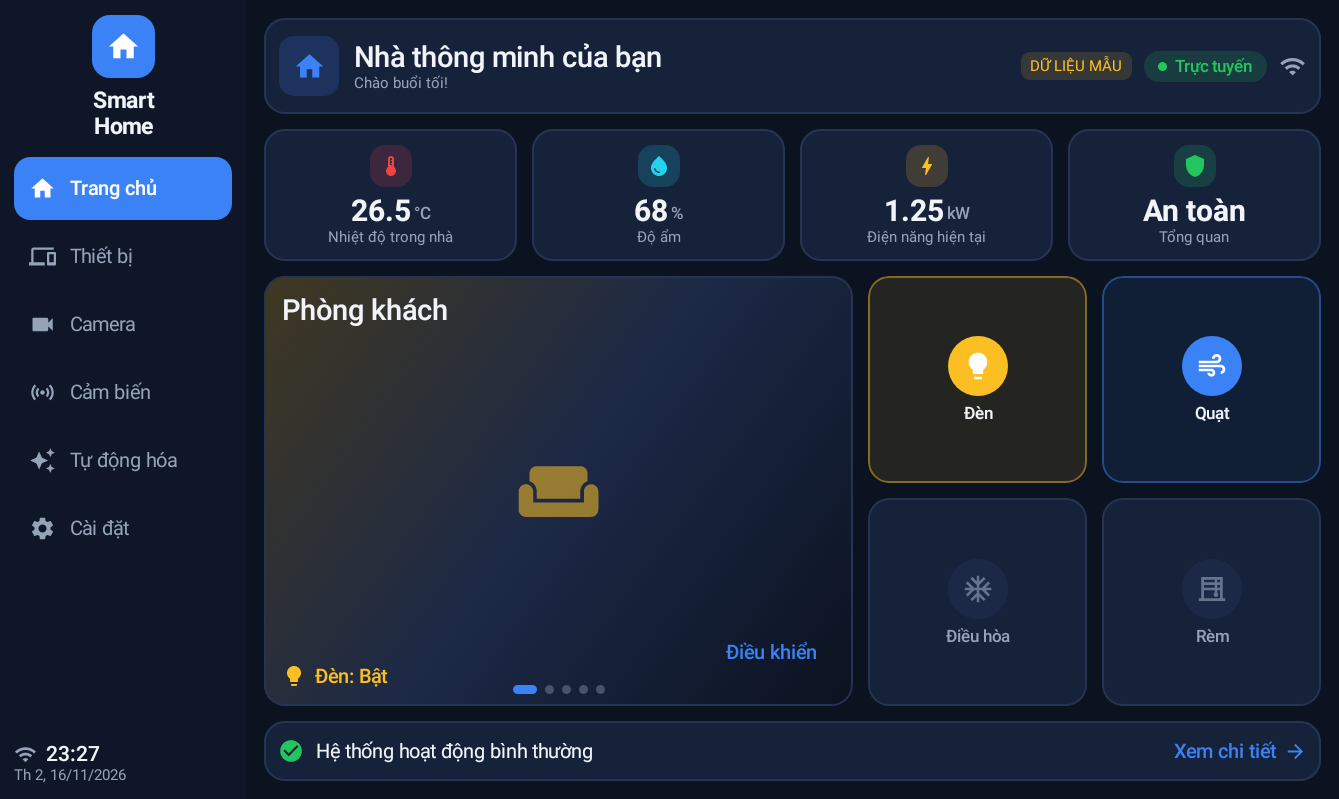 Smart
Home
Trang chủ
Thiết bị
Camera
Cảm biến
Tự động hóa
Cài đặt
23:27
Th 2, 16/11/2026
Nhà thông minh của bạn
Chào buổi tối!
DỮ LIỆU MẪU
Trực tuyến
26.5 °C
Nhiệt độ trong nhà
68 %
Độ ẩm
1.25 kW
Điện năng hiện tại
An toàn
Tổng quan
Phòng khách
Điều khiển
Đèn: Bật
Đèn
Quạt
Điều hòa
Rèm
Hệ thống hoạt động bình thường
Xem chi tiết